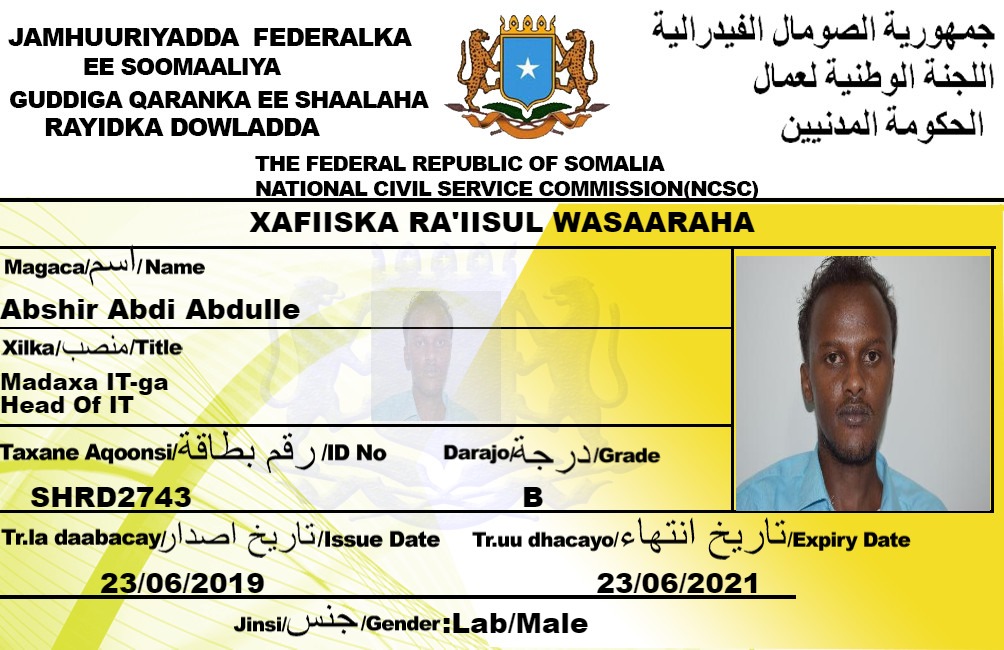 JAMHUURIYADDA FEDERALKA
EE SOOMAALIYA
GUDDIGA QARANKA EE SHAALAHA
RAYIDKA DOWLADDA
جمهورية الصومال الفيدرالية
اللجنة الوطنية لعمال
الحكومة المدنيين
THE FEDERAL REPUBLIC OF SOMALIA
NATIONAL CIVIL SERVICE COMMISSION(NCSC)
XAFIISKA RA'IISUL WASAARAHA
Magaca/اسم/Name
Abshir Abdi Abdulle
Xilka/منصب/Title
Madaxa IT-ga
Head Of IT
Taxane Aqoonsi/رقم بطاقة/ID No
Darajo/درجة/Grade
SHRD2743
B
Tr.la daabacay/تاريخ اصدار/Issue Date
Tr.uu dhacayo/تاريخ انتهاء/Expiry Date
23/06/2019
23/06/2021
Jinsi/جنس/Gender:Lab/Male